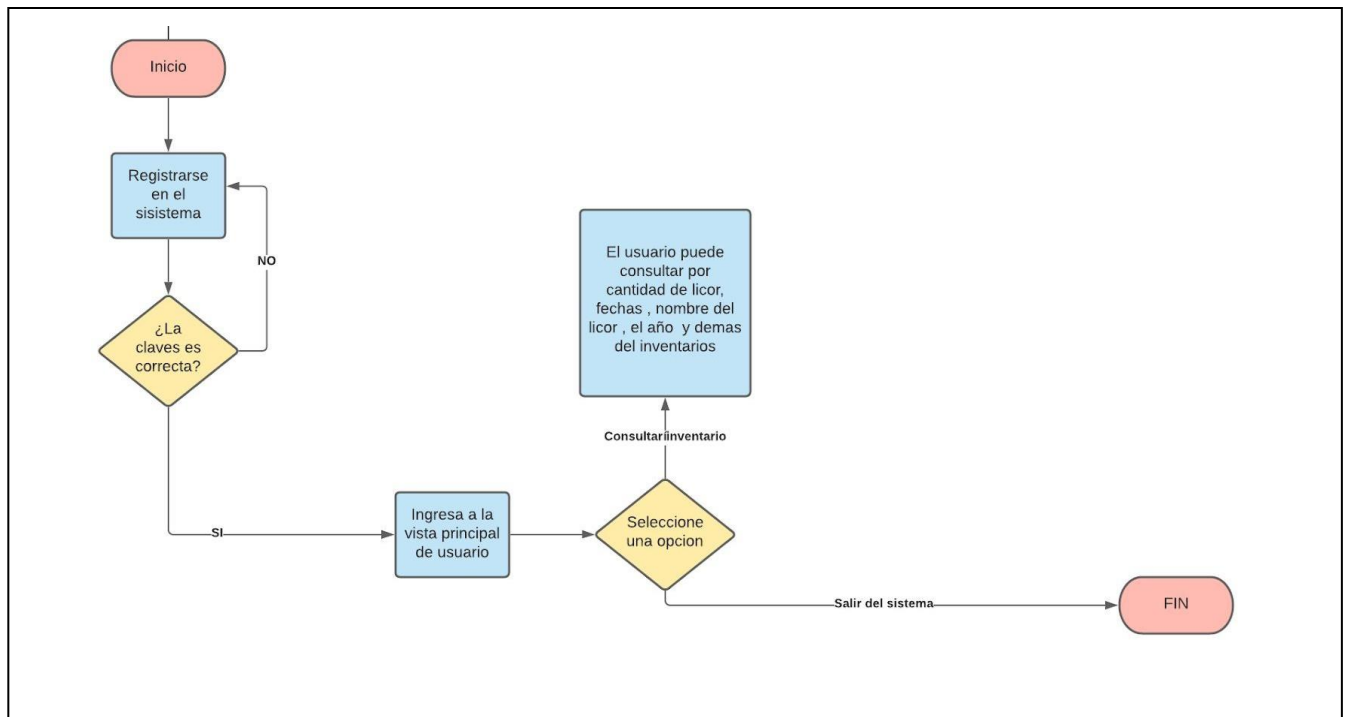 Inicio
Registrarse
en el
sisistema
NO
¿La
claves es
correcta?
El usuario puede
consultar por
cantidad de licor,
fechas , nombre del
licor , el año y demas
del inventarios
Consultar inventario
SI
Ingresa a la
vista principal
de usuario
Seleccione
una opcion
Salir del sistema
FIN